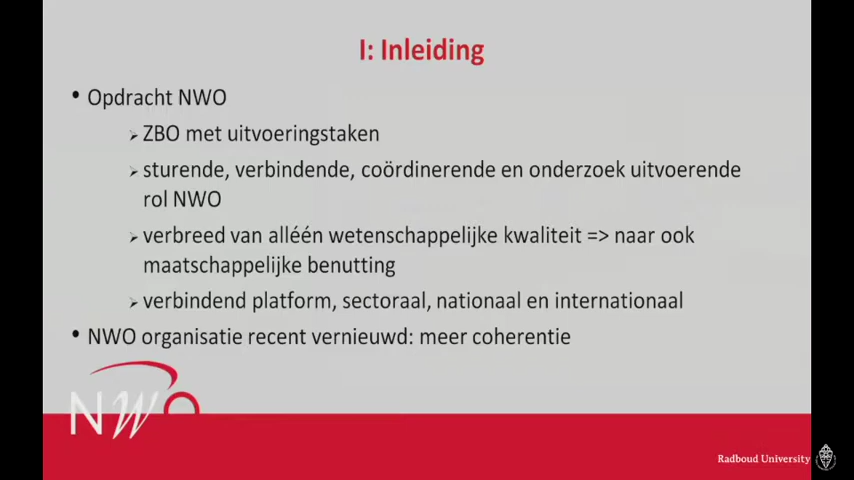 I: Inleiding
• Opdracht NWO
➢ ZBO met uitvoeringstaken
➢ sturende, verbindende, coördinerende en onderzoek uitvoerende
rol NWO
➢ verbreed van alléén wetenschappelijke kwaliteit => naar ook
maatschappelijke benutting
➢ verbindend platform, sectoraal, nationaal en internationaal
• NWO organisatie recent vernieuwd: meer coherentie
NWO
Radboud University